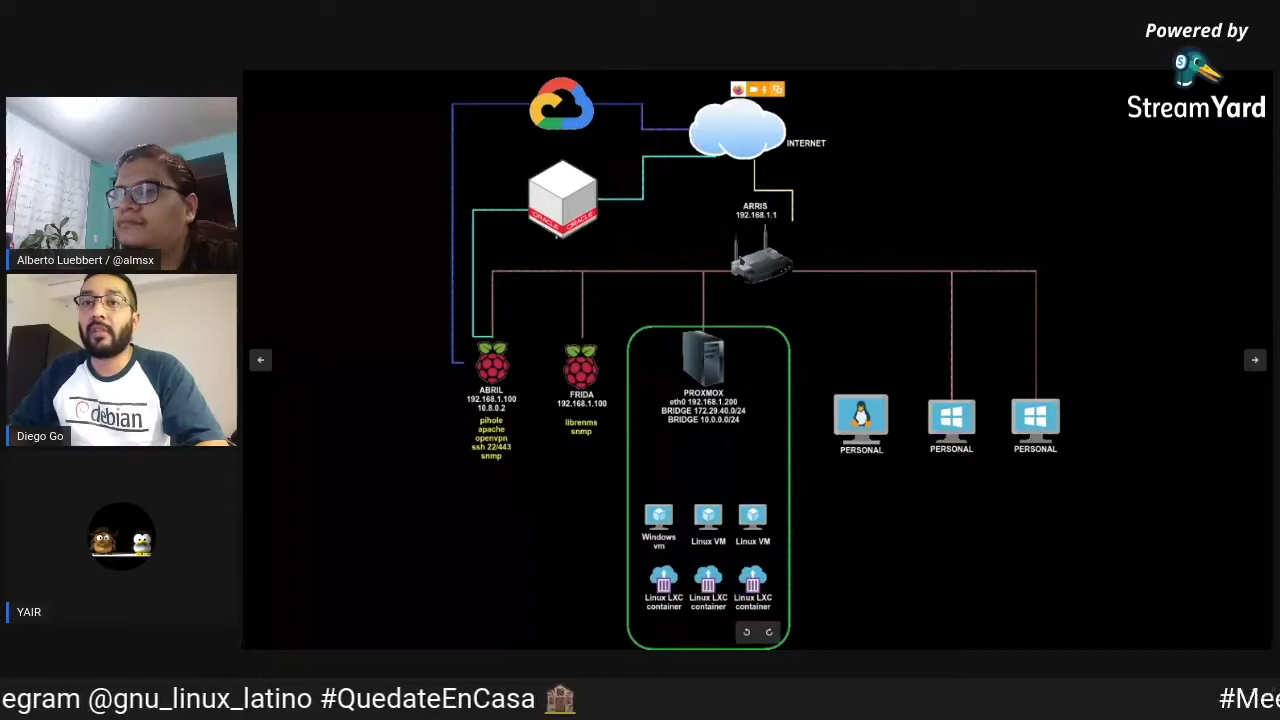 Powered by
StreamYard
INTERNET
ORACLE ORACLE
ARRIS
192.168.1.1
Alberto Luebbert / @almsx
debian
Diego Go
YAIR
ABRIL
192.168.1.100
10.8.0.2
pihole
apache
openvpn
ssh 22/443
snmp
FRIDA
192.168.1.100
librenms
snmp
PROXMOX
eth0 192.168.1.200
BRIDGE 172.29.40.0/24
BRIDGE 10.0.0.0/24
PERSONAL
PERSONAL
PERSONAL
Windows
vm
Linux VM
Linux VM
Linux LXC
container
Linux LXC
container
Linux LXC
container
egram @gnu_linux_latino #QuedateEnCasa
#Mee